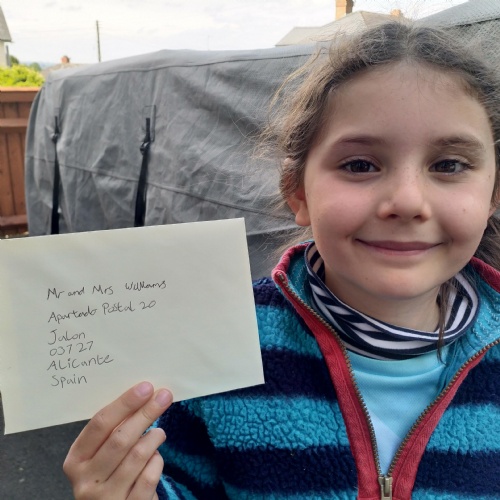 Mr and Mrs Williams
Apartado Postal 20
Jalon
03727
Alicante
Spain